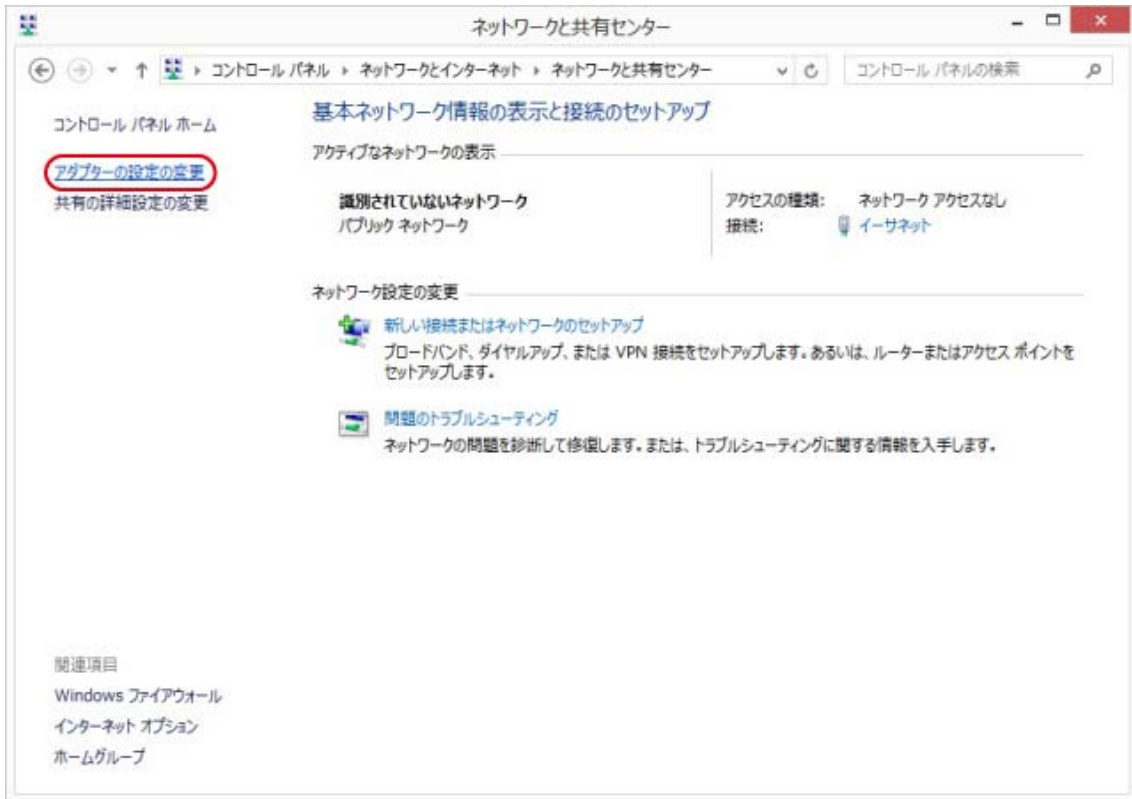 ネットワークと共有センター
コントロール パネル ネットワークとインターネット ネットワークと共有センター
コントロール パネルの検索
コントロール パネル ホーム
アダプターの設定の変更
共有の詳細設定の変更
基本ネットワーク情報の表示と接続のセットアップ
アクティブなネットワークの表示
識別されていないネットワーク
パブリック ネットワーク
アクセスの種類: ネットワーク アクセスなし
接続: イーサネット
ネットワーク設定の変更
新しい接続またはネットワークのセットアップ
ブロードバンド、ダイヤルアップ、または VPN 接続をセットアップします。あるいは、ルーターまたはアクセス ポイントを
セットアップします。
問題のトラブルシューティング
ネットワークの問題を診断して修復します。または、トラブルシューティングに関する情報を入手します。
関連項目
Windows ファイアウォール
インターネット オプション
ホームグループ